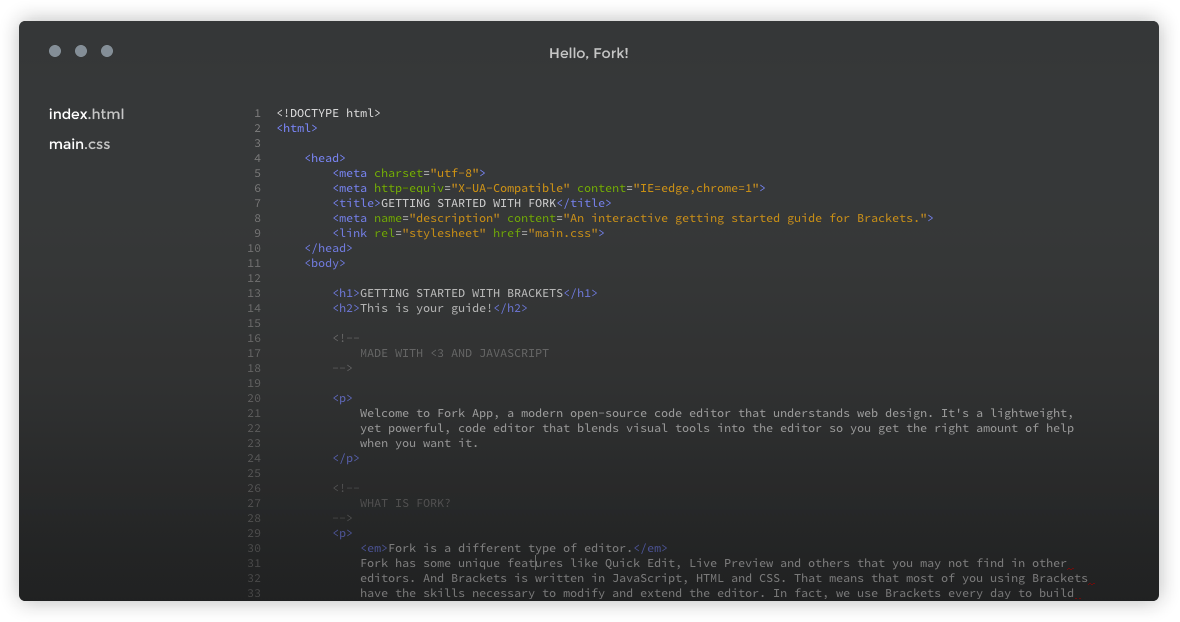 Hello, Fork!
index.html
main.css
1 <!DOCTYPE html>
2 <html>
3
4 <head>
5 <meta charset="utf-8">
6 <meta http-equiv="X-UA-Compatible" content="IE=edge,chrome=1">
7 <title>GETTING STARTED WITH FORK</title>
8 <meta name="description" content="An interactive getting started guide for Brackets.">
9 <link rel="stylesheet" href="main.css">
10 </head>
11 <body>
12
13 <h1>GETTING STARTED WITH BRACKETS</h1>
14 <h2>This is your guide!</h2>
15
16 <!--
17 MADE WITH <3 AND JAVASCRIPT
18 -->
19
20 <p>
21 Welcome to Fork App, a modern open-source code editor that understands web design. It's a lightweight,
22 yet powerful, code editor that blends visual tools into the editor so you get the right amount of help
23 when you want it.
24 </p>
25
26 <!--
27 WHAT IS FORK?
28 -->
29 <p>
30 <em>Fork is a different type of editor.</em>
31 Fork has some unique features like Quick Edit, Live Preview and others that you may not find in other
32 editors. And Brackets is written in JavaScript, HTML and CSS. That means that most of you using Brackets
33 have the skills necessary to modify and extend the editor. In fact, we use Brackets every day to build